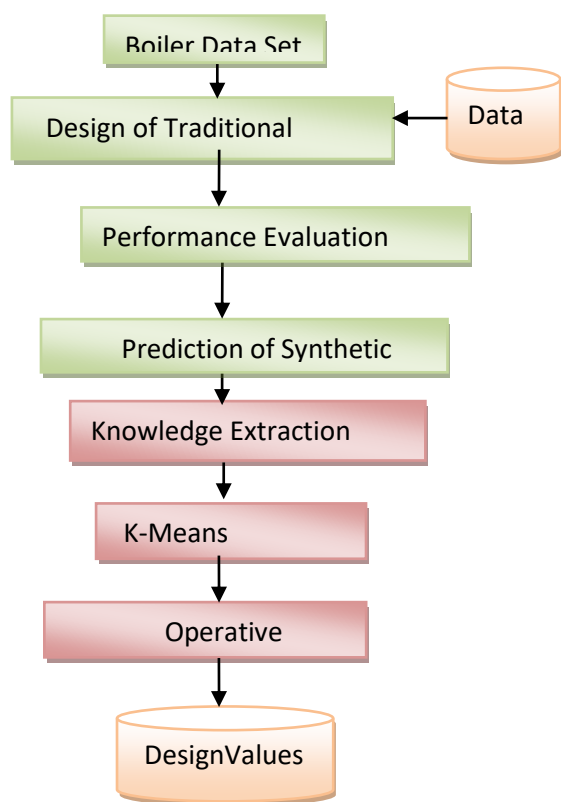 Boiler Data Set
Design of Traditional
Data
Performance Evaluation
Prediction of Synthetic
Knowledge Extraction
K-Means
Operative
DesignValues